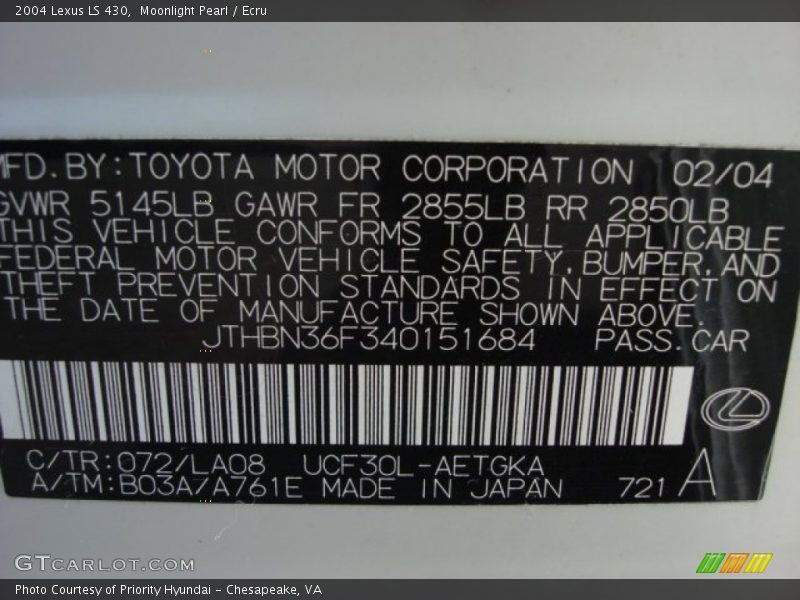 2004 Lexus LS 430, Moonlight Pearl / Ecru
MFD. BY: TOYOTA MOTOR CORPORATION 02/04
GVWR 5145LB GAWR FR 2855LB RR 2850LB
THIS VEHICLE CONFORMS TO ALL APPLICABLE
FEDERAL MOTOR VEHICLE SAFETY, BUMPER, AND
THEFT PREVENTION STANDARDS IN EFFECT ON
THE DATE OF MANUFACTURE SHOWN ABOVE.
JTHBN36F340151684 PASS. CAR
C/TR: 072/LA08 UCF30L-AETGKA
A/TM: B03A/A761E MADE IN JAPAN 721 A
GTCARLOT.COM
Photo Courtesy of Priority Hyundai - Chesapeake, VA